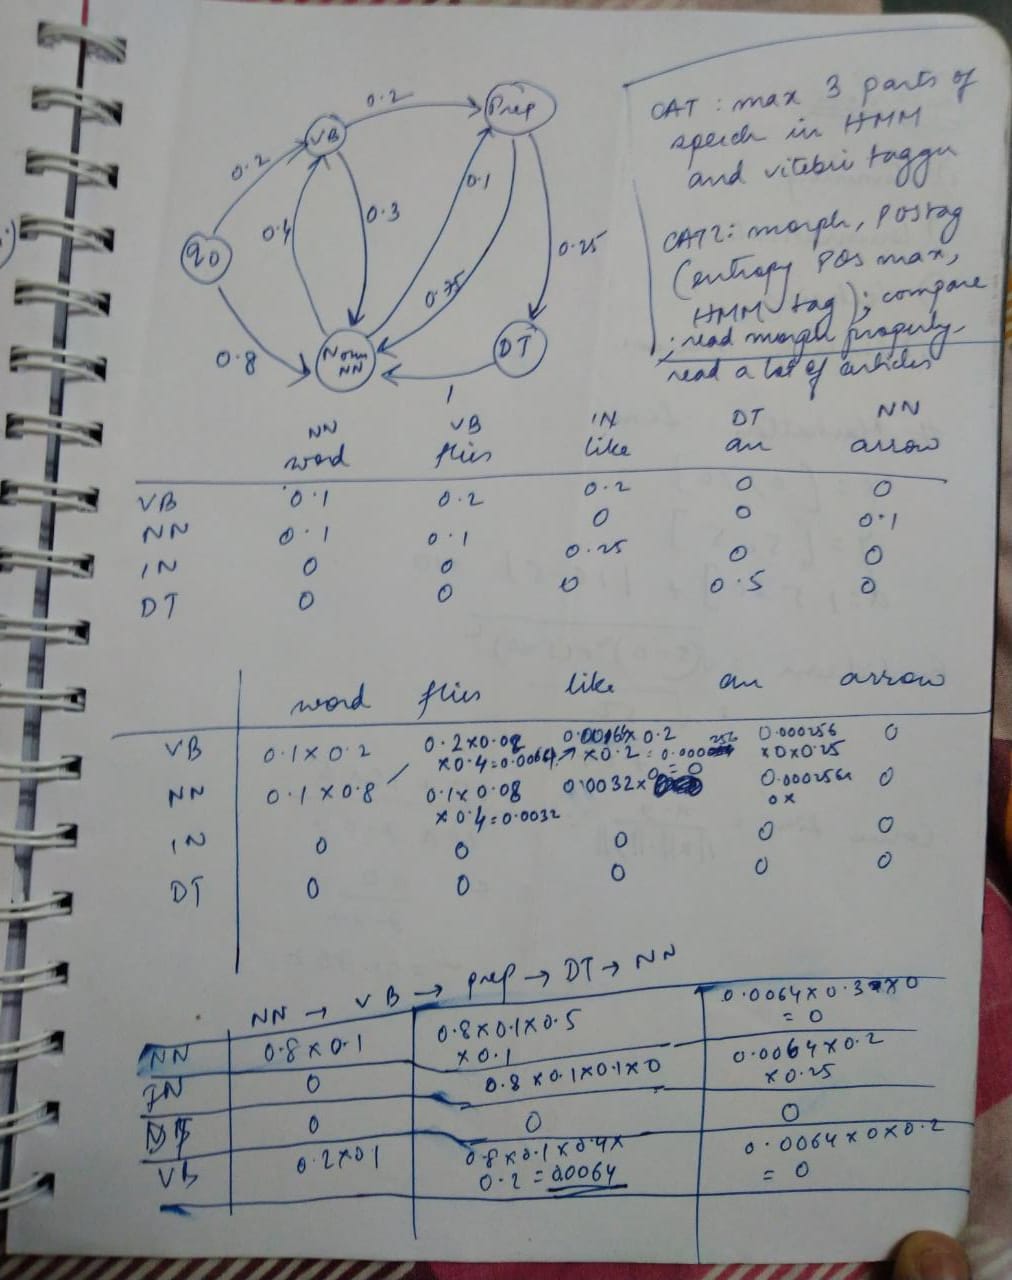 0.2
VB
Prep
0.2
0.1
0.3
0.4
q0
0.25
0.75
0.8
Noun
NN
DT
1
CAT : max 3 parts of
speech in HMM
and vitebri tagger
CAT2: morph, POStag
(entropy POS max,
HMM tag); compare
; read morph properly
read a lot of articles
NN VB IN DT NN
word flies like an arrow
VB 0.1 0.2 0.2 0 0
NN 0.1 0.1 0 0 0.1
IN 0 0 0.25 0 0
DT 0 0 0 0.5 0
word flies like an arrow
VB 0.1 x 0.2 0.2 x 0.08 0.0064 x 0.2 0.000256 0
x 0.4 = 0.0064 x 0.2 = 0.000256 x 0 x 0.25
NN 0.1 x 0.8 0.1 x 0.08 0.0032 x 0 = 0 0.000256 0
x 0.4 = 0.0032 0 x
IN 0 0 0 0 0
DT 0 0 0 0 0
NN → VB → prep → DT → NN
NN 0.8 x 0.1 0.8 x 0.1 x 0.5 0.0064 x 0.3 x 0
x 0.1 = 0
IN 0 0.8 x 0.1 x 0.1 x 0 0.0064 x 0.2
x 0.25
DT 0 0 0
VB 0.2 x 0.1 0.8 x 0.1 x 0.4 x 0.0064 x 0 x 0.2
0.2 = 0.0064 = 0